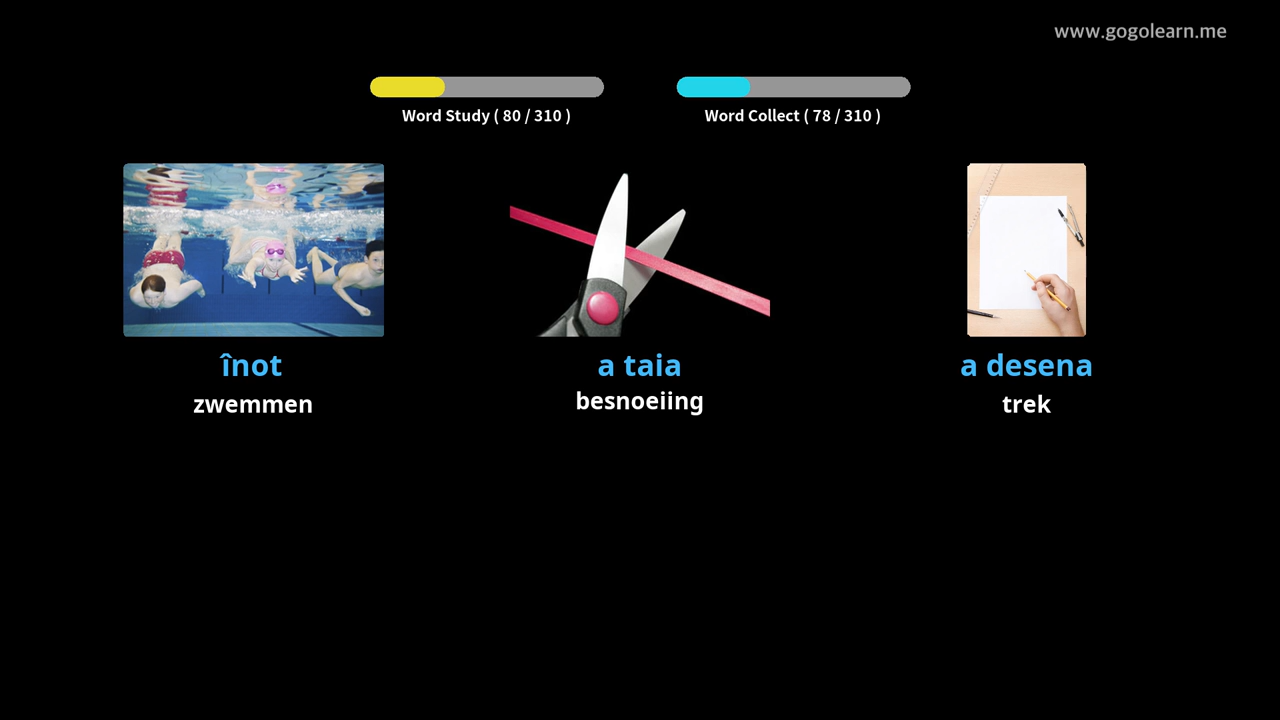 www.gogolearn.me
Word Study ( 80 / 310 )
Word Collect ( 78 / 310 )
înot
a taia
a desena
zwemmen
besnoeiing
trek